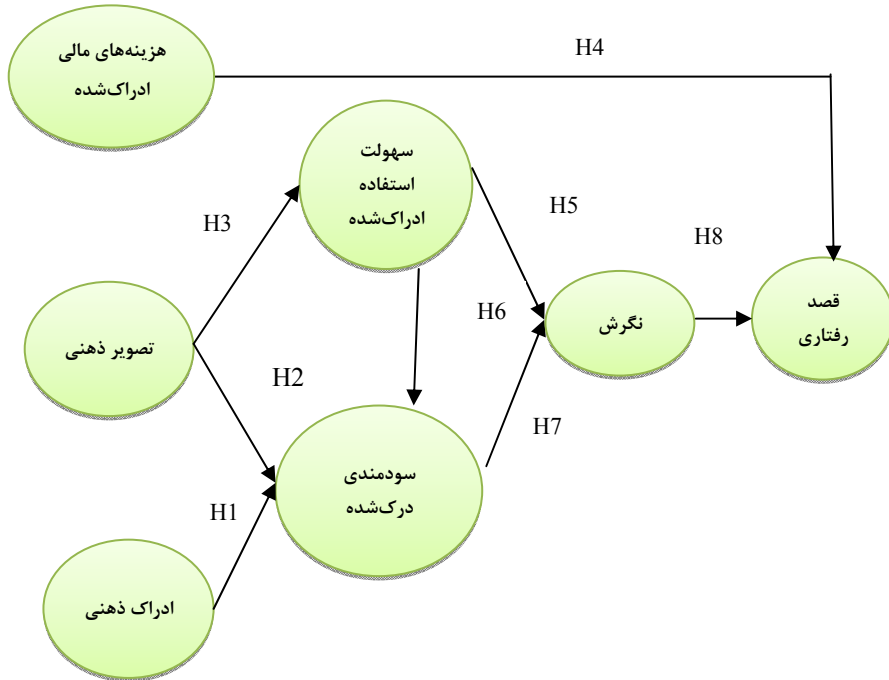 هزینه‌های مالی
ادراک‌شده
H4
سهولت
استفاده
ادراک‌شده
H3
H5
H8
تصویر ذهنی
H6
نگرش
قصد
رفتاری
H2
H7
سودمندی
درک‌شده
H1
ادراک ذهنی